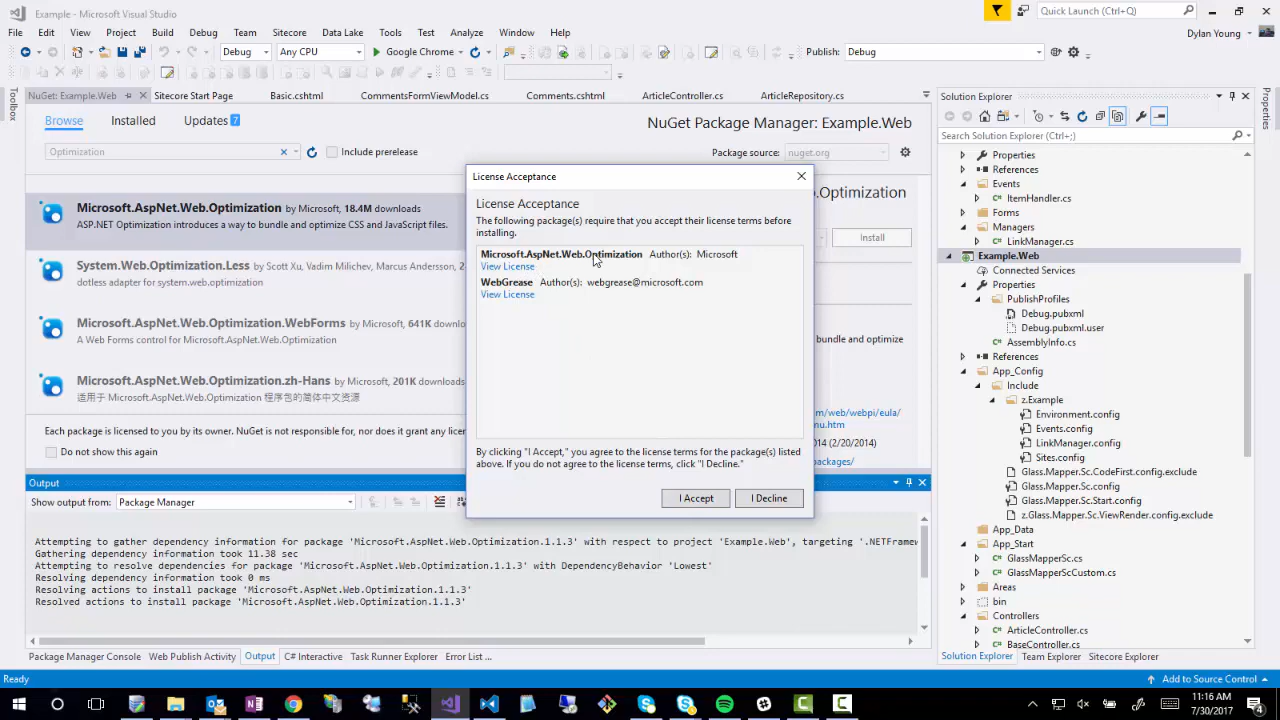 Example - Microsoft Visual Studio
Quick Launch (Ctrl+Q)
File Edit View Project Build Debug Team Sitecore Data Lake Tools Test Analyze Window Help
Dylan Young
Debug Any CPU Google Chrome Publish: Debug
Toolbox
NuGet: Example.Web Sitecore Start Page Basic.cshtml CommentsFormViewModel.cs Comments.cshtml ArticleController.cs ArticleRepository.cs
Browse Installed Updates 7
NuGet Package Manager: Example.Web
Optimization
Include prerelease
Package source: nuget.org
Microsoft.AspNet.Web.Optimization by Microsoft, 18.4M downloads
ASP.NET Optimization introduces a way to bundle and optimize CSS and JavaScript files.
System.Web.Optimization.Less by Scott Xu, Vadim Milichev, Marcus Andersson,
dotless adapter for system.web.optimization
Microsoft.AspNet.Web.Optimization.WebForms by Microsoft, 641K downloads
A Web Forms control for Microsoft.AspNet.Web.Optimization
Microsoft.AspNet.Web.Optimization.zh-Hans by Microsoft, 201K downloads
适用于 Microsoft.AspNet.Web.Optimization 程序包的简体中文资源
Each package is licensed to you by its owner. NuGet is not responsible for, nor does it grant any
Do not show this again
.Optimization
Install
bundle and optimize
m/web/webpi/eula/
nu.htm
2014 (2/20/2014)
packages/
License Acceptance
License Acceptance
The following package(s) require that you accept their license terms before
installing.
Microsoft.AspNet.Web.Optimization Author(s): Microsoft
View License
WebGrease Author(s): webgrease@microsoft.com
View License
By clicking "I Accept," you agree to the license terms for the package(s) listed
above. If you do not agree to the license terms, click "I Decline."
I Accept I Decline
Output
Show output from: Package Manager
Attempting to gather dependency information for package 'Microsoft.AspNet.Web.Optimization.1.1.3' with respect to project 'Example.Web', targeting '.NETFramew
Gathering dependency information took 11.3 sec
Attempting to resolve dependencies for package 'Microsoft.AspNet.Web.Optimization.1.1.3' with DependencyBehavior 'Lowest'
Resolving dependency information took 0 ms
Resolving actions to install package 'Microsoft.AspNet.Web.Optimization.1.1.3'
Resolved actions to install package 'Microsoft.AspNet.Web.Optimization.1.1.3'
Package Manager Console Web Publish Activity Output C# Interactive Task Runner Explorer Error List ...
Solution Explorer
Search Solution Explorer (Ctrl+;)
Properties
References
Events
ItemHandler.cs
Forms
Managers
LinkManager.cs
Example.Web
Connected Services
Properties
PublishProfiles
Debug.pubxml
Debug.pubxml.user
AssemblyInfo.cs
References
App_Config
Include
z.Example
Environment.config
Events.config
LinkManager.config
Sites.config
Glass.Mapper.Sc.CodeFirst.config.exclude
Glass.Mapper.Sc.config
Glass.Mapper.Sc.Start.config
z.Glass.Mapper.Sc.ViewRender.config.exclude
App_Data
App_Start
GlassMapperSc.cs
GlassMapperScCustom.cs
Areas
bin
Controllers
ArticleController.cs
BaseController.cs
Solution Explorer Team Explorer Sitecore Explorer
Properties
Ready
Add to Source Control
11:16 AM
7/30/2017